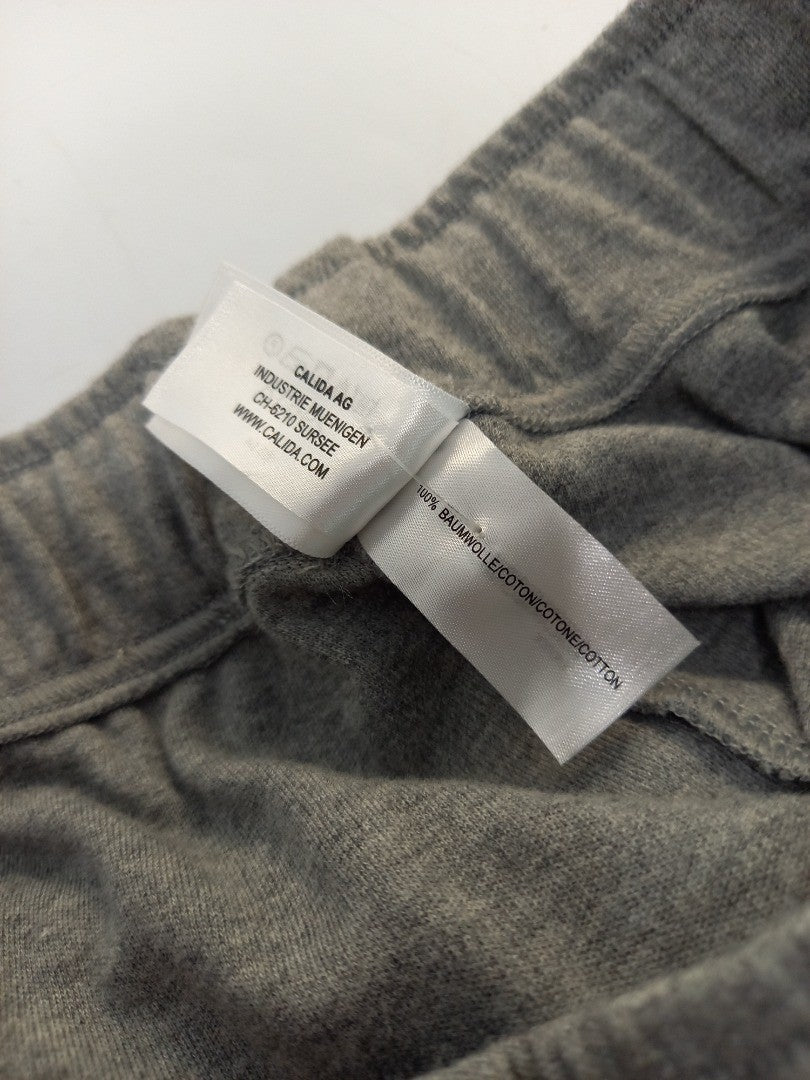 CALIDA AG
INDUSTRIE MUENIGEN
CH-6210 SURSEE
WWW.CALIDA.COM
100% BAUMWOLLE/COTON/COTONE/COTTON